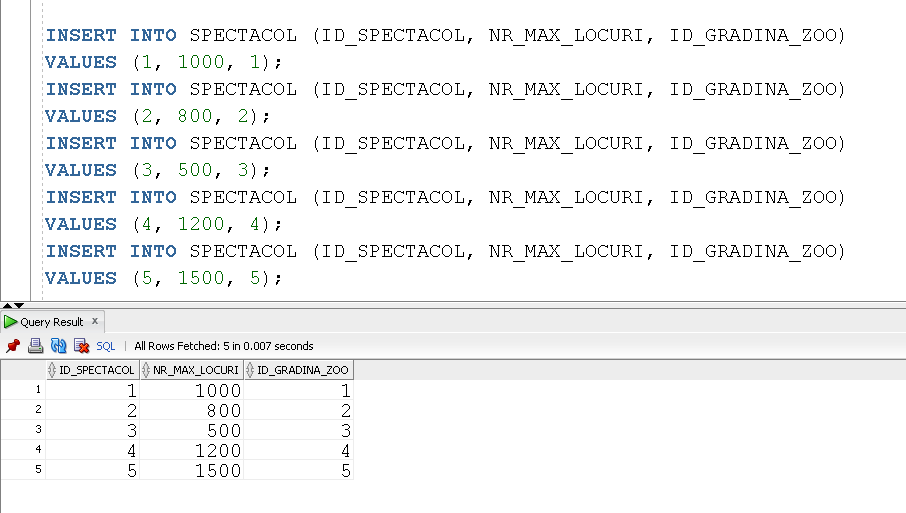 INSERT INTO SPECTACOL (ID_SPECTACOL, NR_MAX_LOCURI, ID_GRADINA_ZOO)
VALUES (1, 1000, 1);
INSERT INTO SPECTACOL (ID_SPECTACOL, NR_MAX_LOCURI, ID_GRADINA_ZOO)
VALUES (2, 800, 2);
INSERT INTO SPECTACOL (ID_SPECTACOL, NR_MAX_LOCURI, ID_GRADINA_ZOO)
VALUES (3, 500, 3);
INSERT INTO SPECTACOL (ID_SPECTACOL, NR_MAX_LOCURI, ID_GRADINA_ZOO)
VALUES (4, 1200, 4);
INSERT INTO SPECTACOL (ID_SPECTACOL, NR_MAX_LOCURI, ID_GRADINA_ZOO)
VALUES (5, 1500, 5);
Query Result x
SQL | All Rows Fetched: 5 in 0.007 seconds
ID_SPECTACOL NR_MAX_LOCURI ID_GRADINA_ZOO
1 1 1000 1
2 2 800 2
3 3 500 3
4 4 1200 4
5 5 1500 5